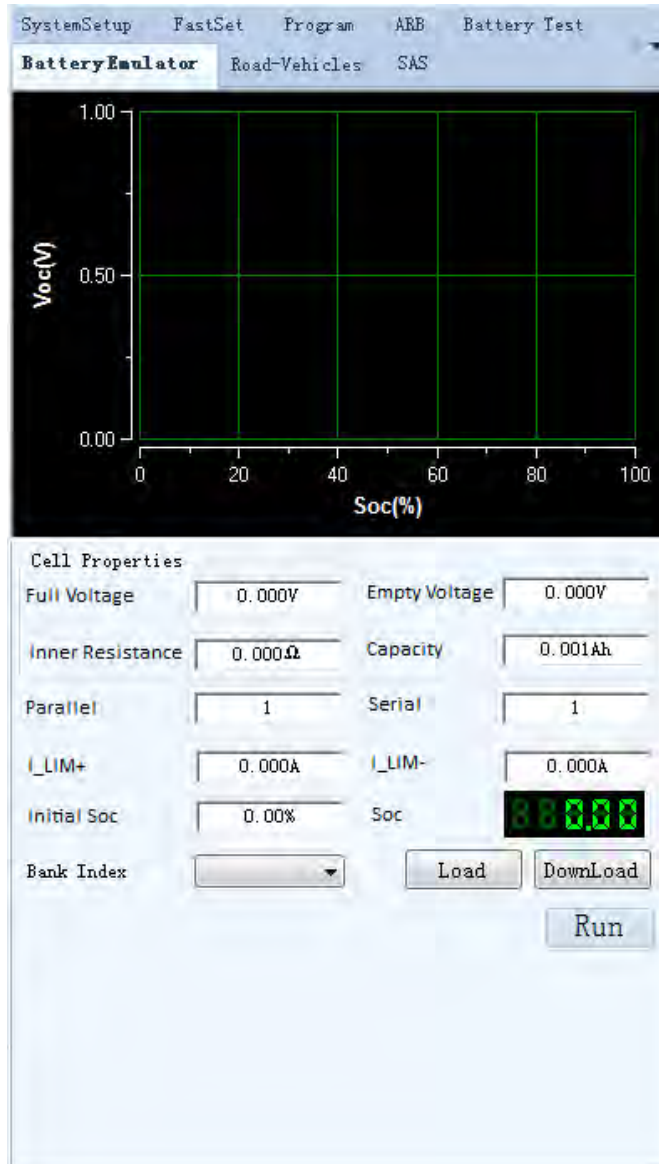 SystemSetup FastSet Program ARB Battery Test
BatteryEmulator Road-Vehicles SAS
1.00
Voc(V)
0.50
0.00
0 20 40 60 80 100
Soc(%)
Cell Properties
Full Voltage 0.000V Empty Voltage 0.000V
Inner Resistance 0.000Ω Capacity 0.001Ah
Parallel 1 Serial 1
I_LIM+ 0.000A I_LIM- 0.000A
Initial Soc 0.00% Soc 0.00
Bank Index Load DownLoad
Run